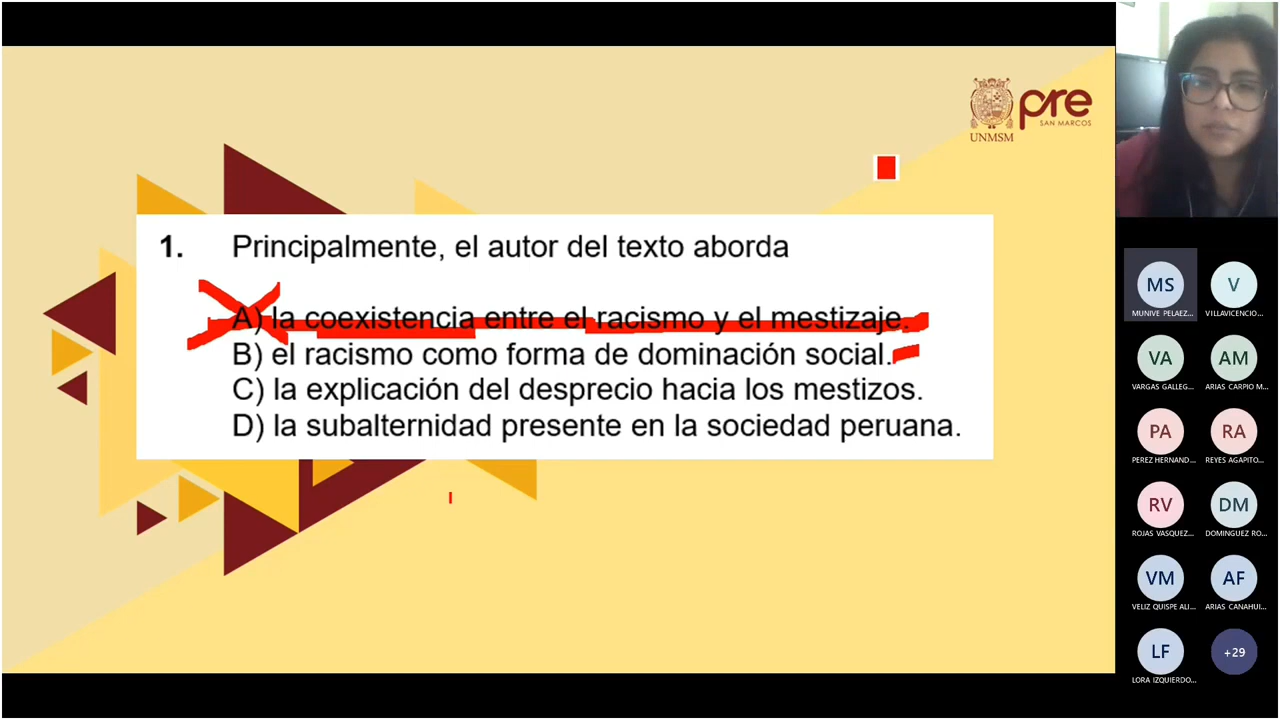 UNMSM
pre
SAN MARCOS
1. Principalmente, el autor del texto aborda
A) la coexistencia entre el racismo y el mestizaje.
B) el racismo como forma de dominación social.
C) la explicación del desprecio hacia los mestizos.
D) la subalternidad presente en la sociedad peruana.
MS V
MUNIVE PELAEZ... VILLAVICENCIO...
VA AM
VARGAS GALLEG... ARIAS CARPIO M...
PA RA
PEREZ HERNAND... REYES AGAPITO...
RV DM
ROJAS VASQUEZ... DOMINGUEZ RO...
VM AF
VELIZ QUISPE ALI... ARIAS CANAHUI...
LF +29
LORA IZQUIERDO...